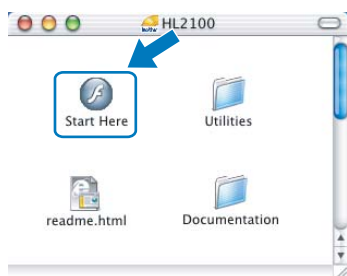 HL2100
Start Here
Utilities
readme.html
Documentation